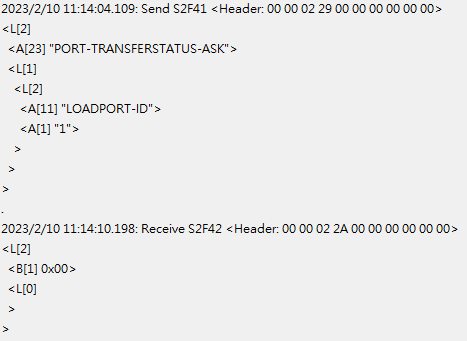 2023/2/10 11:14:04.109: Send S2F41 <Header: 00 00 02 29 00 00 00 00 00 00>
<L[2]
<A[23] "PORT-TRANSFERSTATUS-ASK">
<L[1]
<L[2]
<A[11] "LOADPORT-ID">
<A[1] "1">
>
>
>
.
2023/2/10 11:14:10.198: Receive S2F42 <Header: 00 00 02 2A 00 00 00 00 00 00>
<L[2]
<B[1] 0x00>
<L[0]
>
>